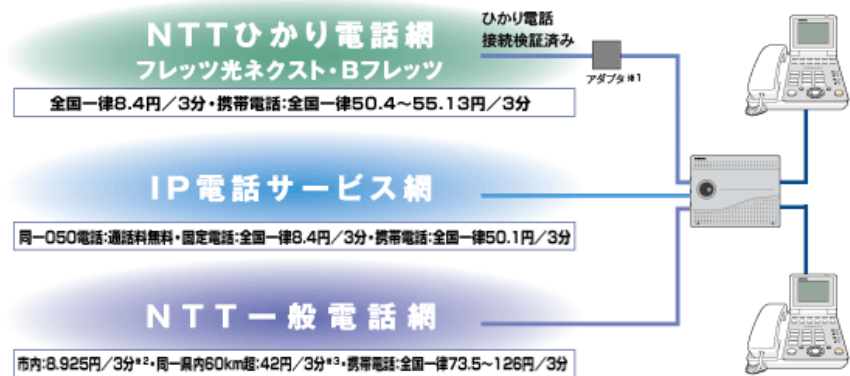 NTTひかり電話網
フレッツ光ネクスト・Bフレッツ
全国一律8.4円／3分・携帯電話:全国一律50.4〜55.13円／3分
ひかり電話
接続検証済み
アダプタ※1
IP電話サービス網
同一050電話:通話料無料・固定電話:全国一律8.4円／3分・携帯電話:全国一律50.1円／3分
NTT一般電話網
市内:8.925円／3分※2・同一県内60km超:42円／3分※3・携帯電話:全国一律73.5〜126円／3分